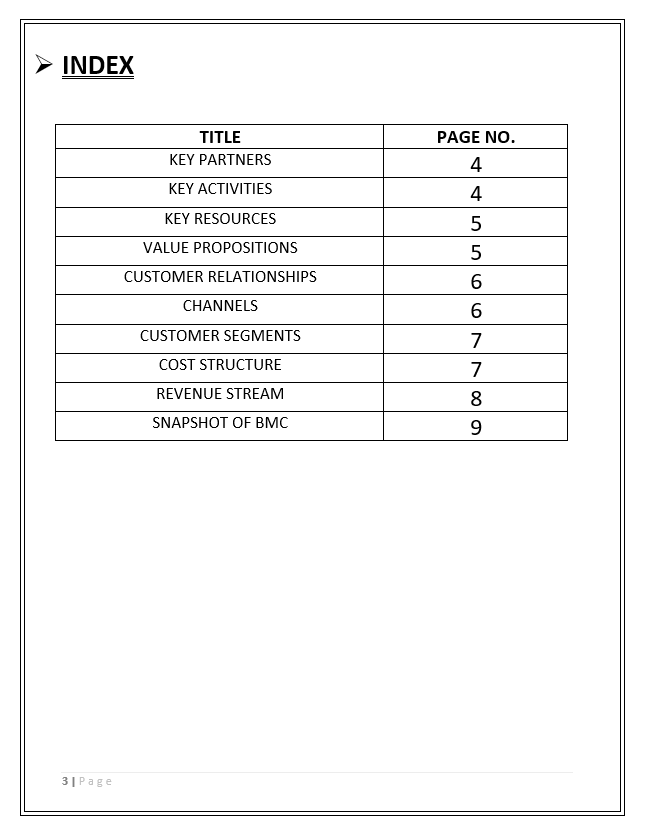 INDEX
TITLE PAGE NO.
KEY PARTNERS 4
KEY ACTIVITIES 4
KEY RESOURCES 5
VALUE PROPOSITIONS 5
CUSTOMER RELATIONSHIPS 6
CHANNELS 6
CUSTOMER SEGMENTS 7
COST STRUCTURE 7
REVENUE STREAM 8
SNAPSHOT OF BMC 9
3 | Page